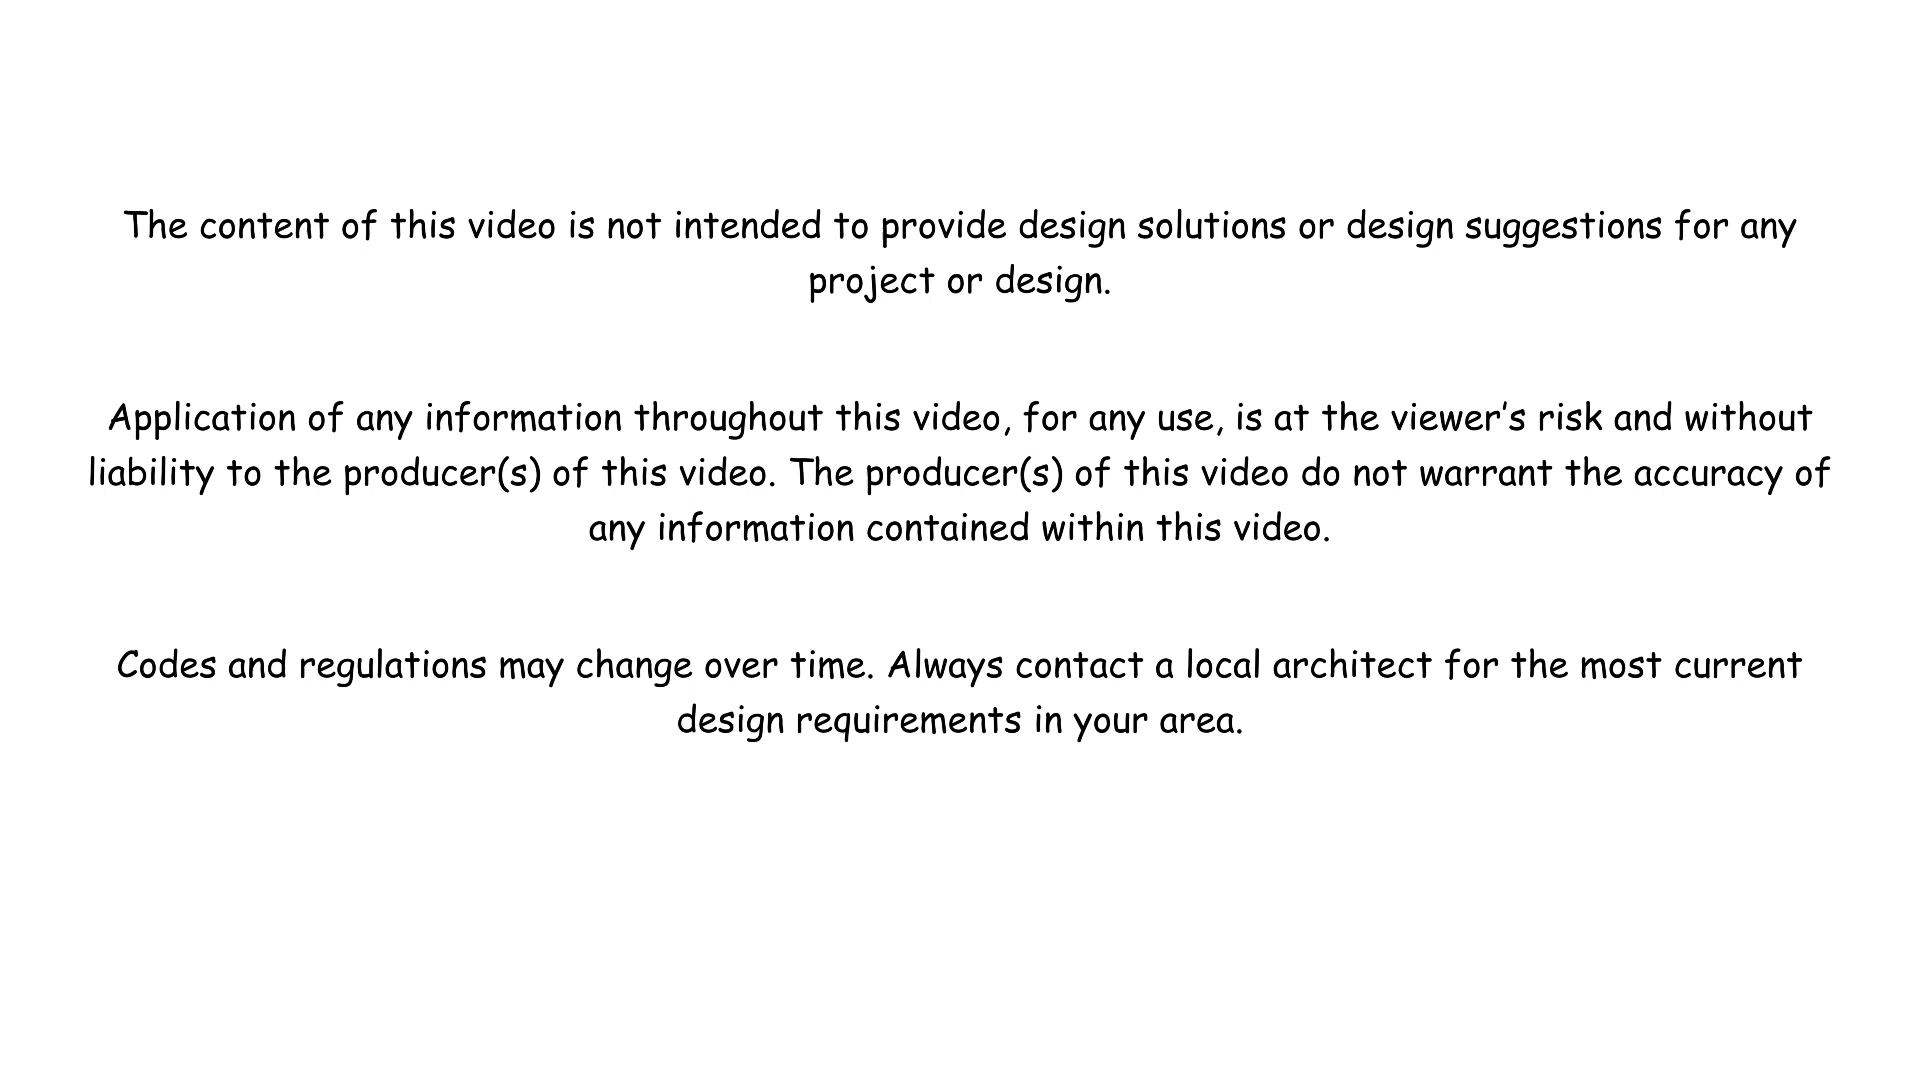 The content of this video is not intended to provide design solutions or design suggestions for any
project or design.
Application of any information throughout this video, for any use, is at the viewer’s risk and without
liability to the producer(s) of this video. The producer(s) of this video do not warrant the accuracy of
any information contained within this video.
Codes and regulations may change over time. Always contact a local architect for the most current
design requirements in your area.